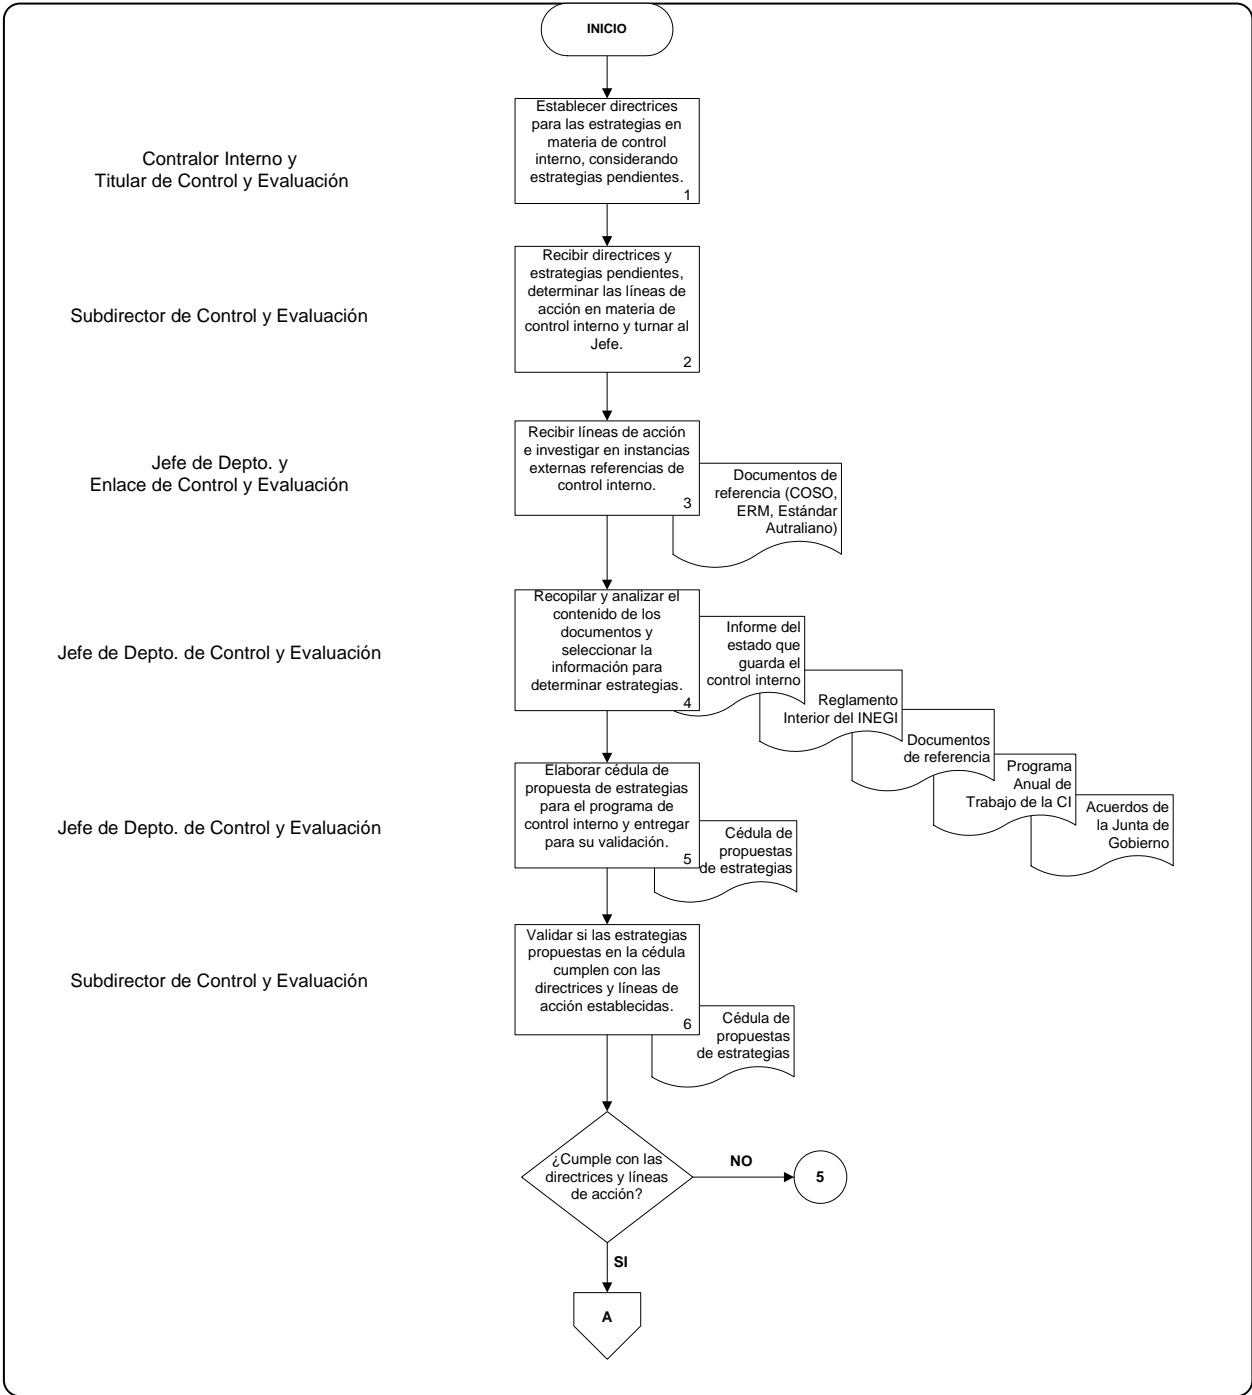 INICIO
Contralor Interno y
Titular de Control y Evaluación
Establecer directrices
para las estrategias en
materia de control
interno, considerando
estrategias pendientes.
1
Subdirector de Control y Evaluación
Recibir directrices y
estrategias pendientes,
determinar las líneas de
acción en materia de
control interno y turnar al
Jefe.
2
Jefe de Depto. y
Enlace de Control y Evaluación
Recibir líneas de acción
e investigar en instancias
externas referencias de
control interno.
3
Documentos de
referencia (COSO,
ERM, Estándar
Autraliano)
Jefe de Depto. de Control y Evaluación
Recopilar y analizar el
contenido de los
documentos y
seleccionar la
información para
determinar estrategias.
4
Informe del
estado que
guarda el
control interno
Reglamento
Interior del INEGI
Documentos
de referencia
Programa
Anual de
Trabajo de la CI
Acuerdos de
la Junta de
Gobierno
Jefe de Depto. de Control y Evaluación
Elaborar cédula de
propuesta de estrategias
para el programa de
control interno y entregar
para su validación.
5
Cédula de
propuestas
de estrategias
Subdirector de Control y Evaluación
Validar si las estrategias
propuestas en la cédula
cumplen con las
directrices y líneas de
acción establecidas.
6
Cédula de
propuestas
de estrategias
¿Cumple con las
directrices y líneas
de acción?
NO
5
SI
A